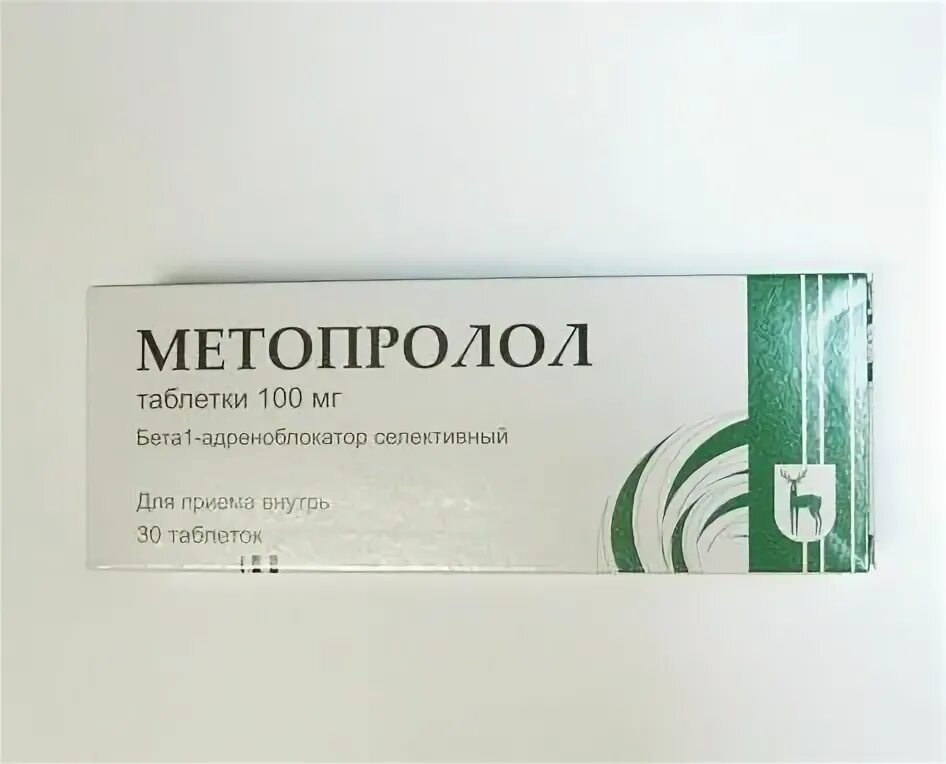 МЕТОПРОЛОЛ
таблетки 100 мг
Бета1-адреноблокатор селективный
Для приема внутрь
30 таблеток